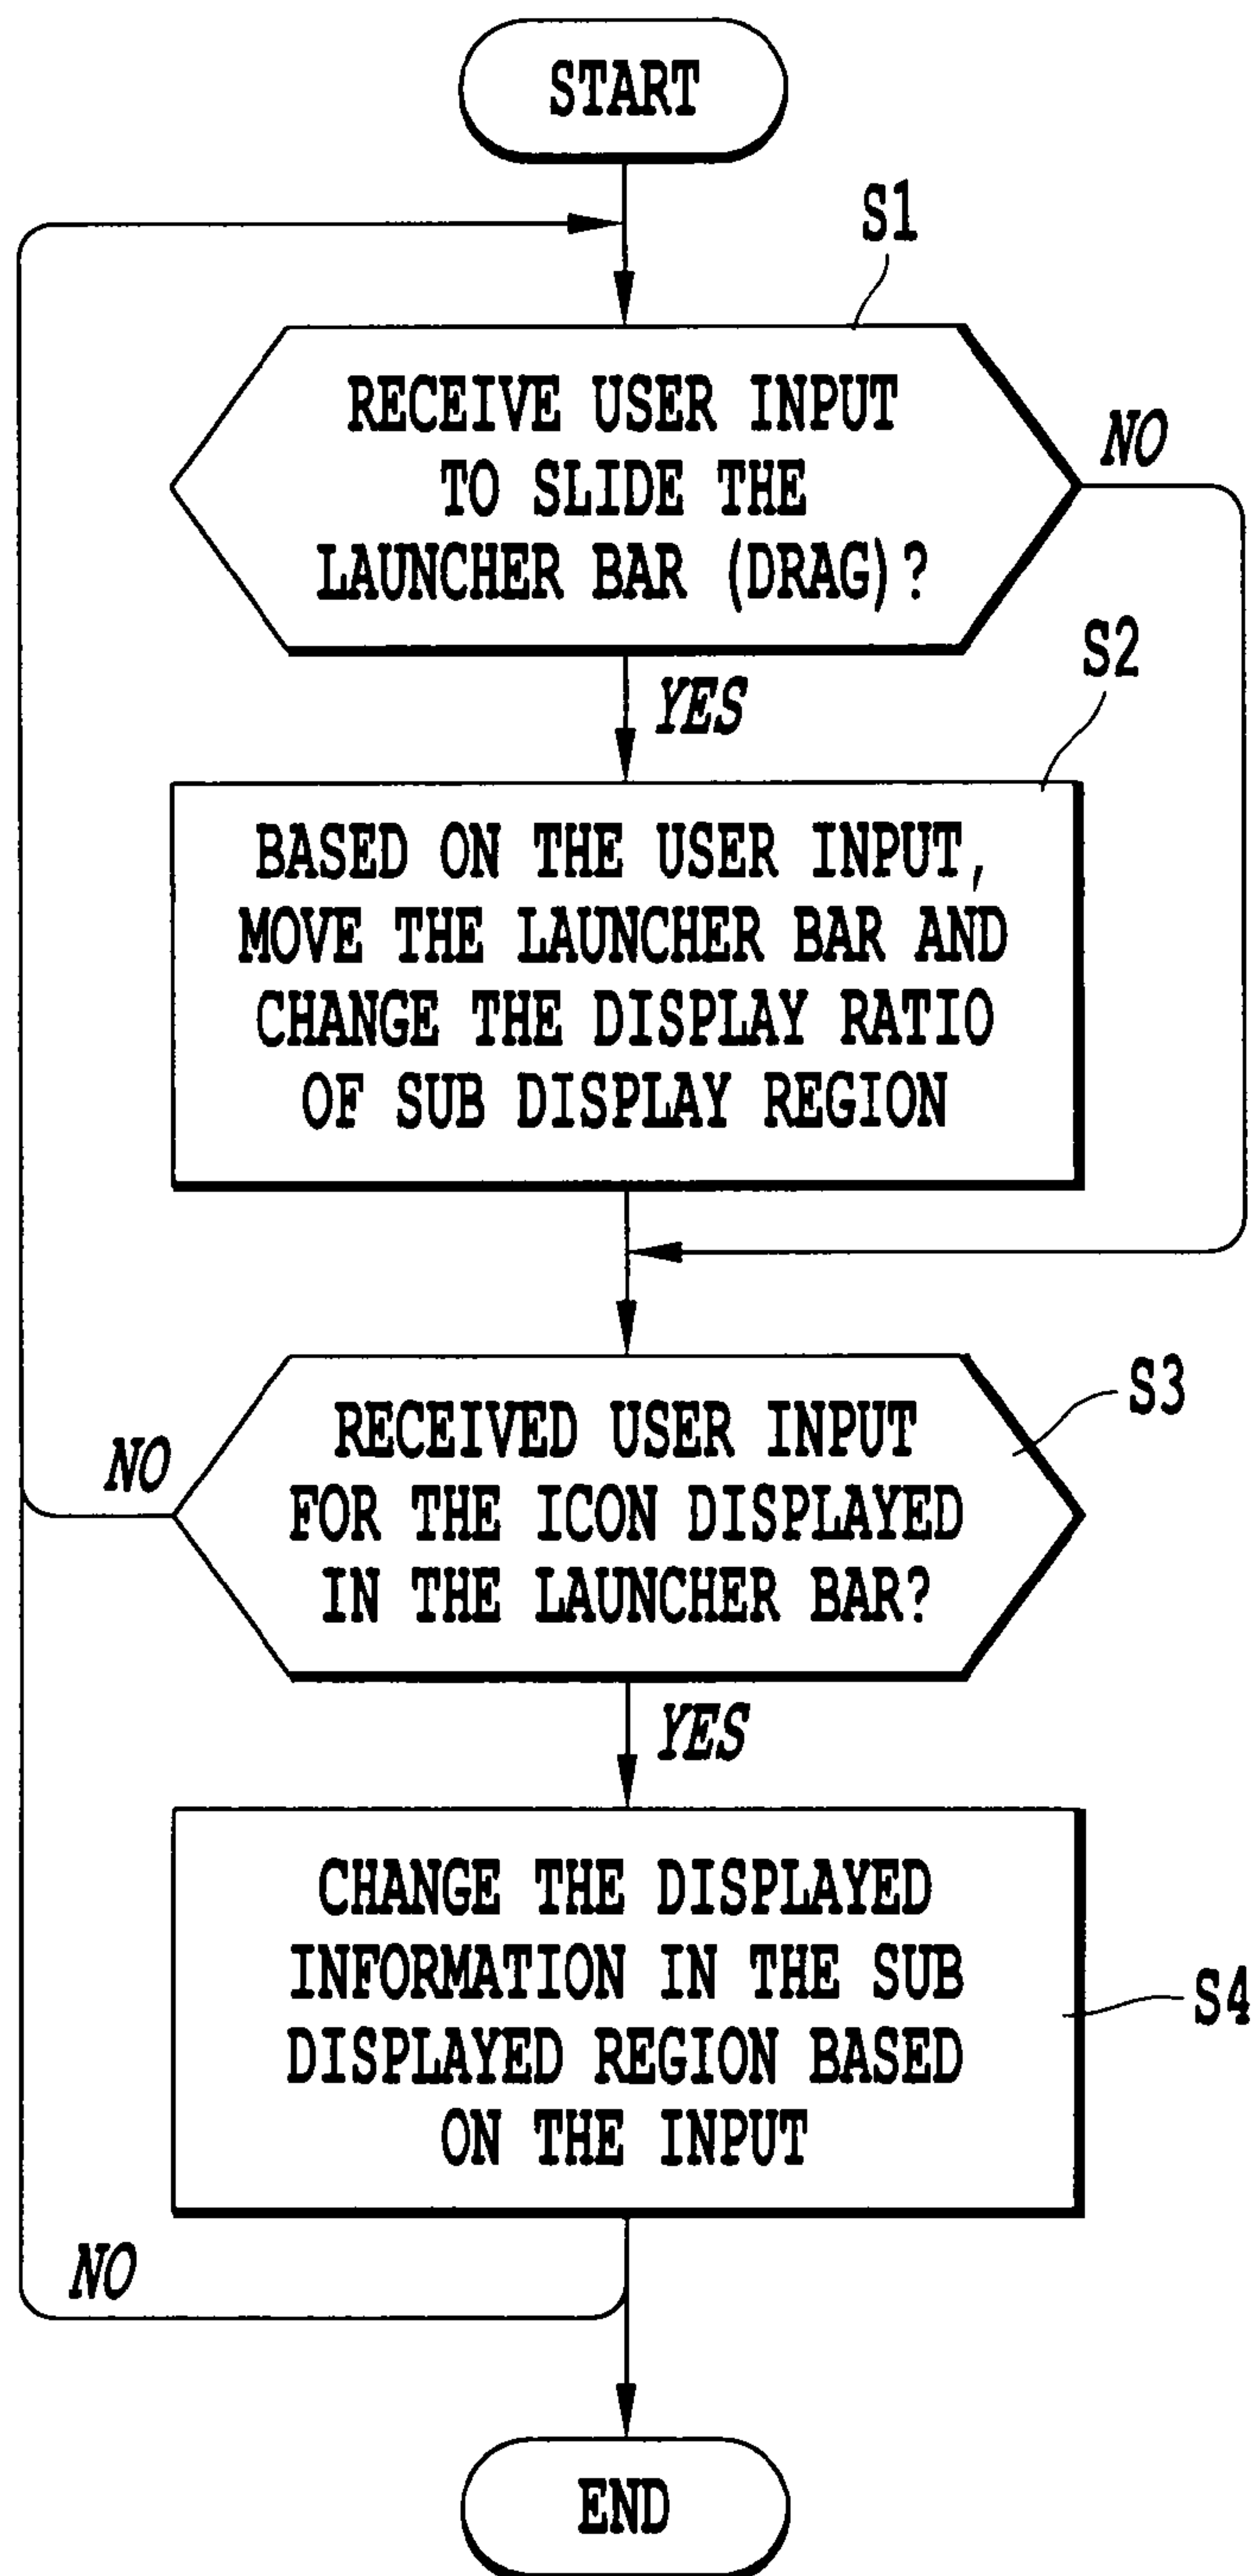 START
S1
RECEIVE USER INPUT
TO SLIDE THE
LAUNCHER BAR (DRAG)?
NO
YES
S2
BASED ON THE USER INPUT,
MOVE THE LAUNCHER BAR AND
CHANGE THE DISPLAY RATIO
OF SUB DISPLAY REGION
S3
RECEIVED USER INPUT
FOR THE ICON DISPLAYED
IN THE LAUNCHER BAR?
NO
YES
CHANGE THE DISPLAYED
INFORMATION IN THE SUB
DISPLAYED REGION BASED
ON THE INPUT
S4
NO
END